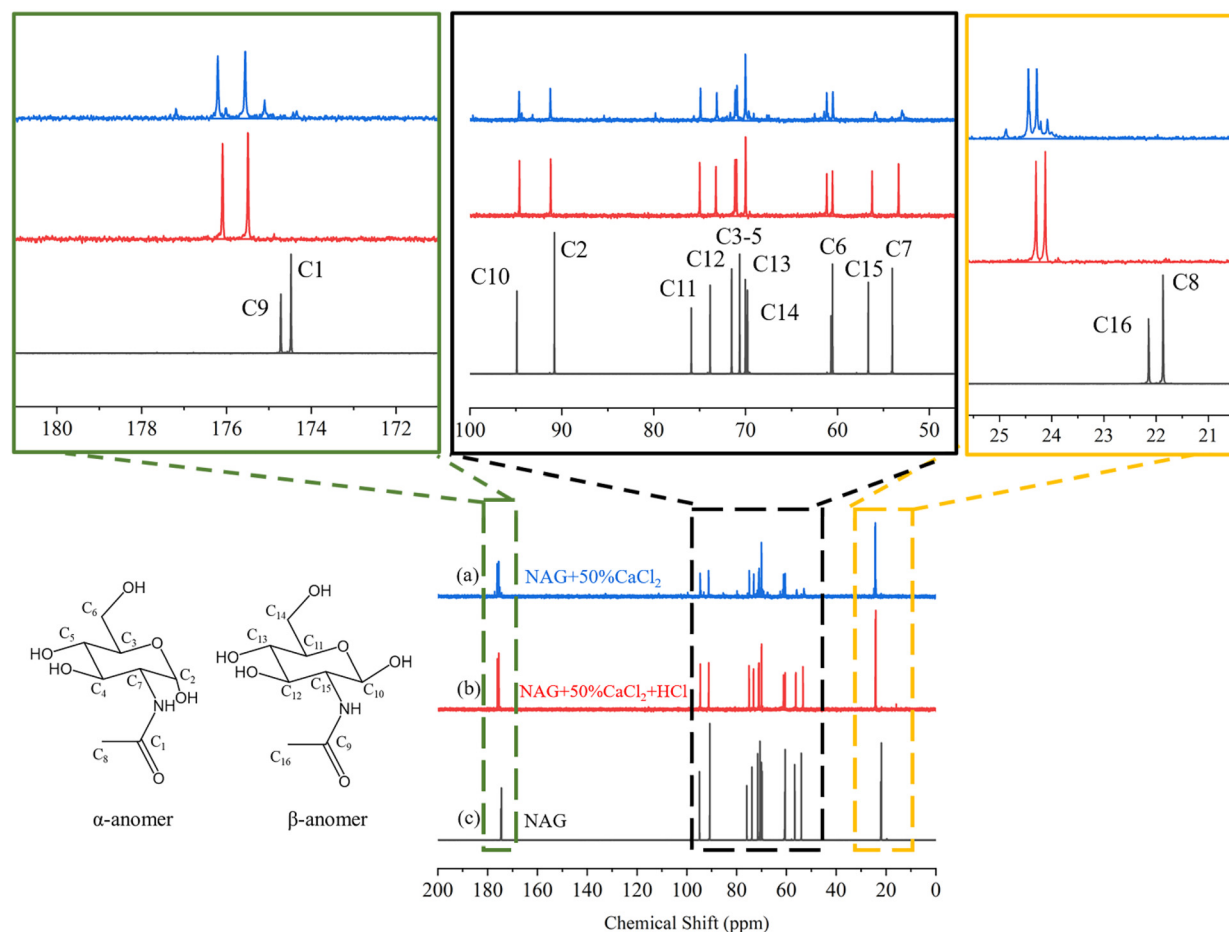 C9
C1
180
178
176
174
172
C10
C2
C11
C12
C3-5
C13
C14
C6
C15
C7
100
90
80
70
60
50
C16
C8
25
24
23
22
21
(a)
NAG+50%CaCl₂
(b)
NAG+50%CaCl₂+HCl
(c)
NAG
200 180 160 140 120 100 80 60 40 20 0
Chemical Shift (ppm)
OH
C₆
C₅
C₃
O
HO
HO
C₄
C₇
C₂
OH
NH
C₈
C₁
O
α-anomer
OH
C₁₄
C₁₃
C₁₁
O
HO
HO
OH
C₁₂
C₁₅
C₁₀
NH
C₁₆
C₉
O
β-anomer